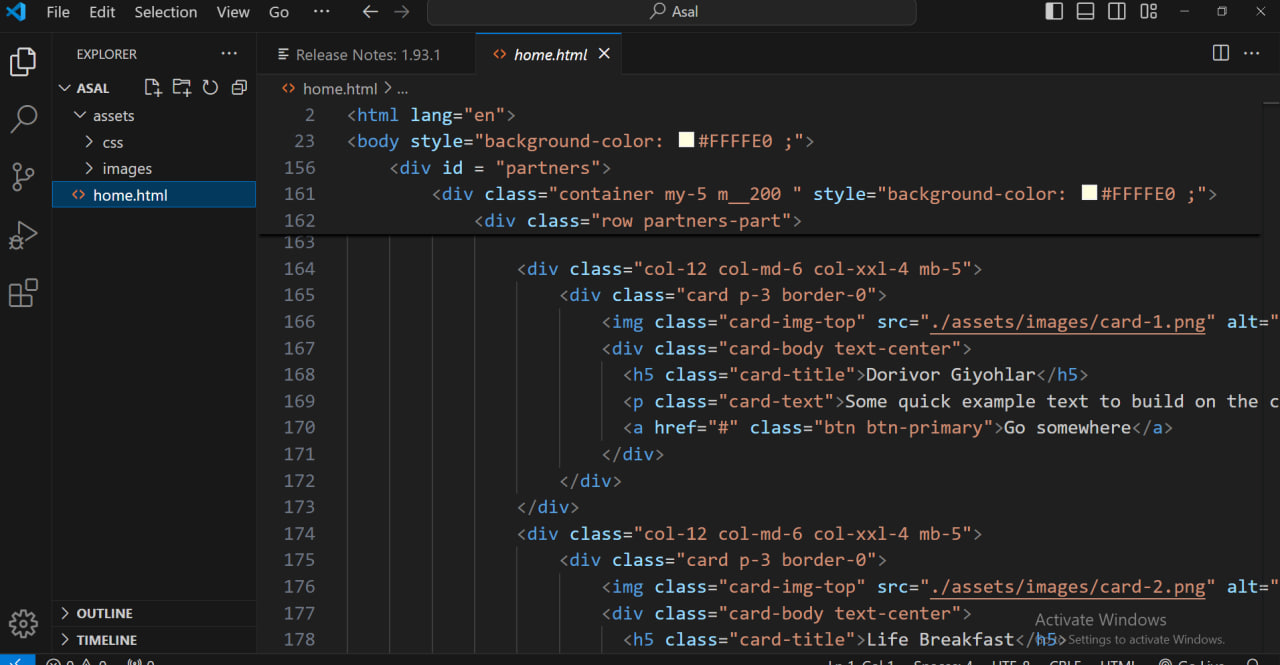 File Edit Selection View Go ··· Asal
EXPLORER ···
ASAL
assets
css
images
home.html
OUTLINE
TIMELINE
Release Notes: 1.93.1 home.html
home.html > ...
2 <html lang="en">
23 <body style="background-color: #FFFFE0 ;">
156 <div id = "partners">
161 <div class="container my-5 m__200 " style="background-color: #FFFFE0 ;">
162 <div class="row partners-part">
163
164 <div class="col-12 col-md-6 col-xxl-4 mb-5">
165 <div class="card p-3 border-0">
166 <img class="card-img-top" src="./assets/images/card-1.png" alt="
167 <div class="card-body text-center">
168 <h5 class="card-title">Dorivor Giyohlar</h5>
169 <p class="card-text">Some quick example text to build on the c
170 <a href="#" class="btn btn-primary">Go somewhere</a>
171 </div>
172 </div>
173 </div>
174 <div class="col-12 col-md-6 col-xxl-4 mb-5">
175 <div class="card p-3 border-0">
176 <img class="card-img-top" src="./assets/images/card-2.png" alt="
177 <div class="card-body text-center">
178 <h5 class="card-title">Life Breakfast</h5>
Activate Windows
Settings to activate Windows.
0 0 0 Ln 1, Col 1 Spaces: 4 UTF-8 CRLF HTML Go Live